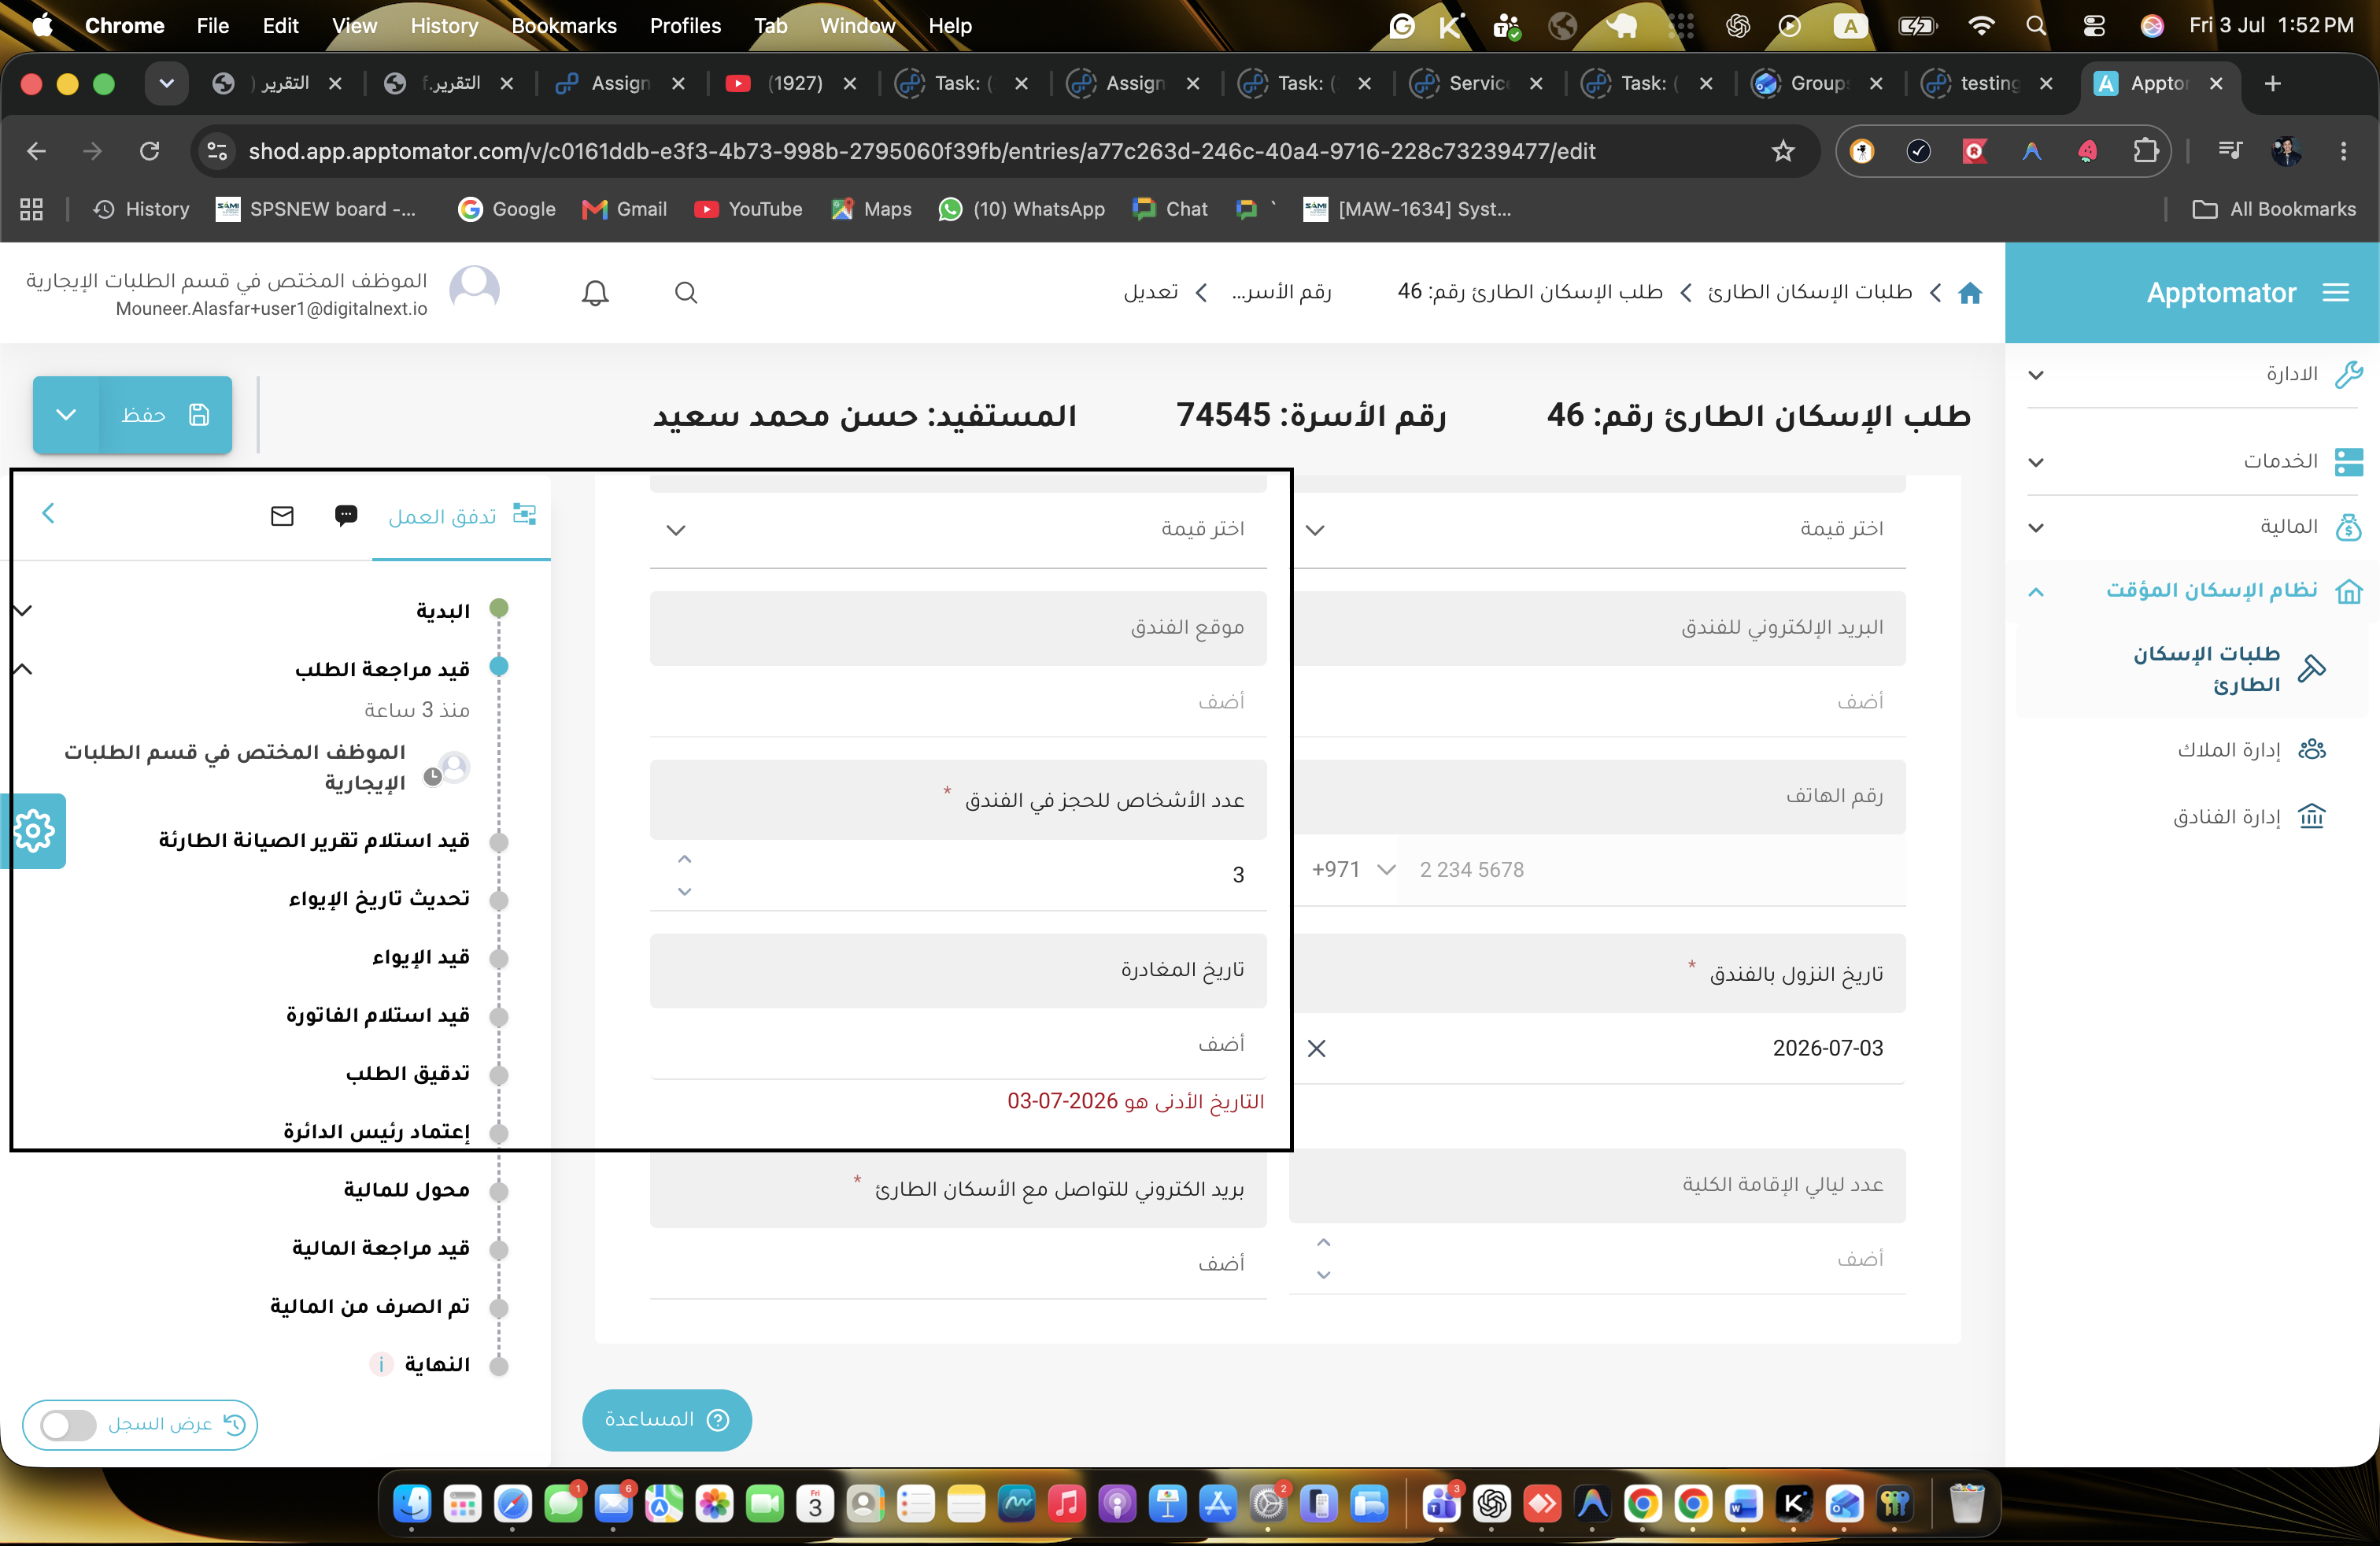 Chrome File Edit View History Bookmarks Profiles Tab Window Help
A
Fri 3 Jul 1:52 PM
التقرير )
التقرير.f
Assign
(1927)
Task: (
Assign
Task: (
Servic
Task: (
Group
testing
Appto
shod.app.apptomator.com/v/c0161ddb-e3f3-4b73-998b-2795060f39fb/entries/a77c263d-246c-40a4-9716-228c73239477/edit
History
SPSNEW board -...
Google
Gmail
YouTube
Maps
(10) WhatsApp
Chat
`
[MAW-1634] Syst...
All Bookmarks
Apptomator
طلبات الإسكان الطارئ
طلب الإسكان الطارئ رقم: 46
رقم الأسر...
تعديل
الموظف المختص في قسم الطلبات الإيجارية
Mouneer.Alasfar+user1@digitalnext.io
الادارة
الخدمات
المالية
نظام الإسكان المؤقت
طلبات الإسكان
الطارئ
إدارة الملاك
إدارة الفنادق
طلب الإسكان الطارئ رقم: 46
رقم الأسرة: 74545
المستفيد: حسن محمد سعيد
حفظ
اختر قيمة
اختر قيمة
البريد الإلكتروني للفندق
موقع الفندق
أضف
أضف
رقم الهاتف
عدد الأشخاص للحجز في الفندق *
+971 2 234 5678
3
تاريخ النزول بالفندق *
تاريخ المغادرة
2026-07-03
أضف
التاريخ الأدنى هو 2026-07-03
عدد ليالي الإقامة الكلية
بريد الكتروني للتواصل مع الأسكان الطارئ *
أضف
أضف
المساعدة
تدفق العمل
البدية
قيد مراجعة الطلب
منذ 3 ساعة
الموظف المختص في قسم الطلبات
الإيجارية
قيد استلام تقرير الصيانة الطارئة
تحديث تاريخ الإيواء
قيد الإيواء
قيد استلام الفاتورة
تدقيق الطلب
إعتماد رئيس الدائرة
محول للمالية
قيد مراجعة المالية
تم الصرف من المالية
النهاية i
عرض السجل
1
6
Fri
3
2
3